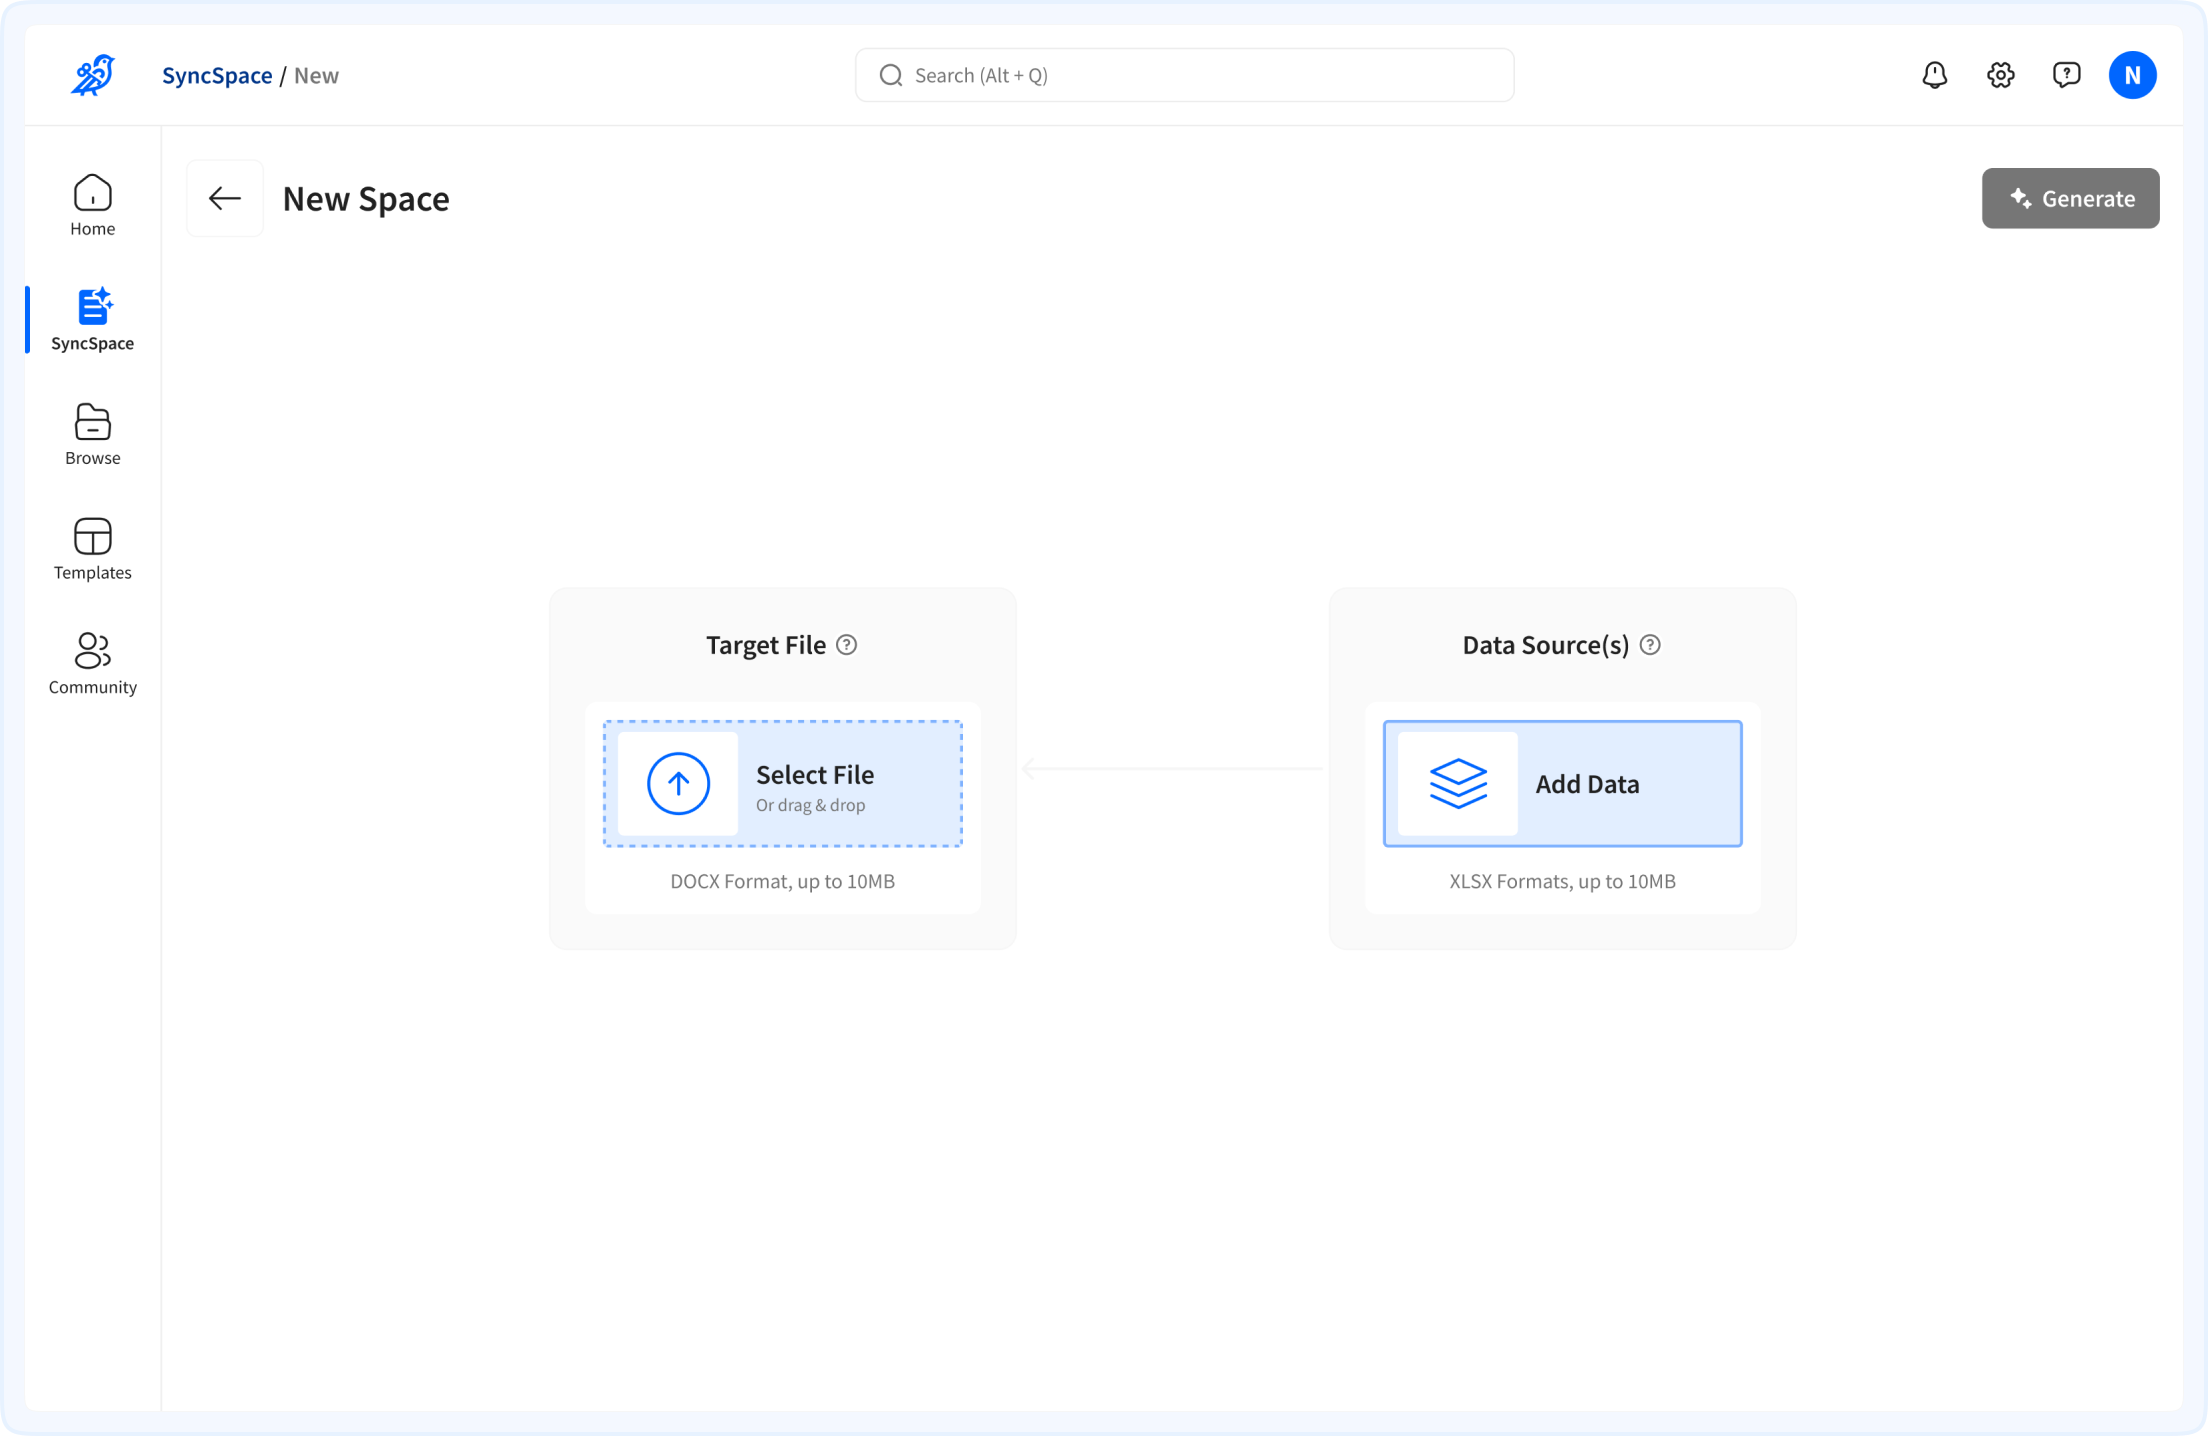 SyncSpace / New
Search (Alt + Q)
N
Home
SyncSpace
Browse
Templates
Community
New Space
Generate
Target File
Select File
Or drag & drop
DOCX Format, up to 10MB
Data Source(s)
Add Data
XLSX Formats, up to 10MB